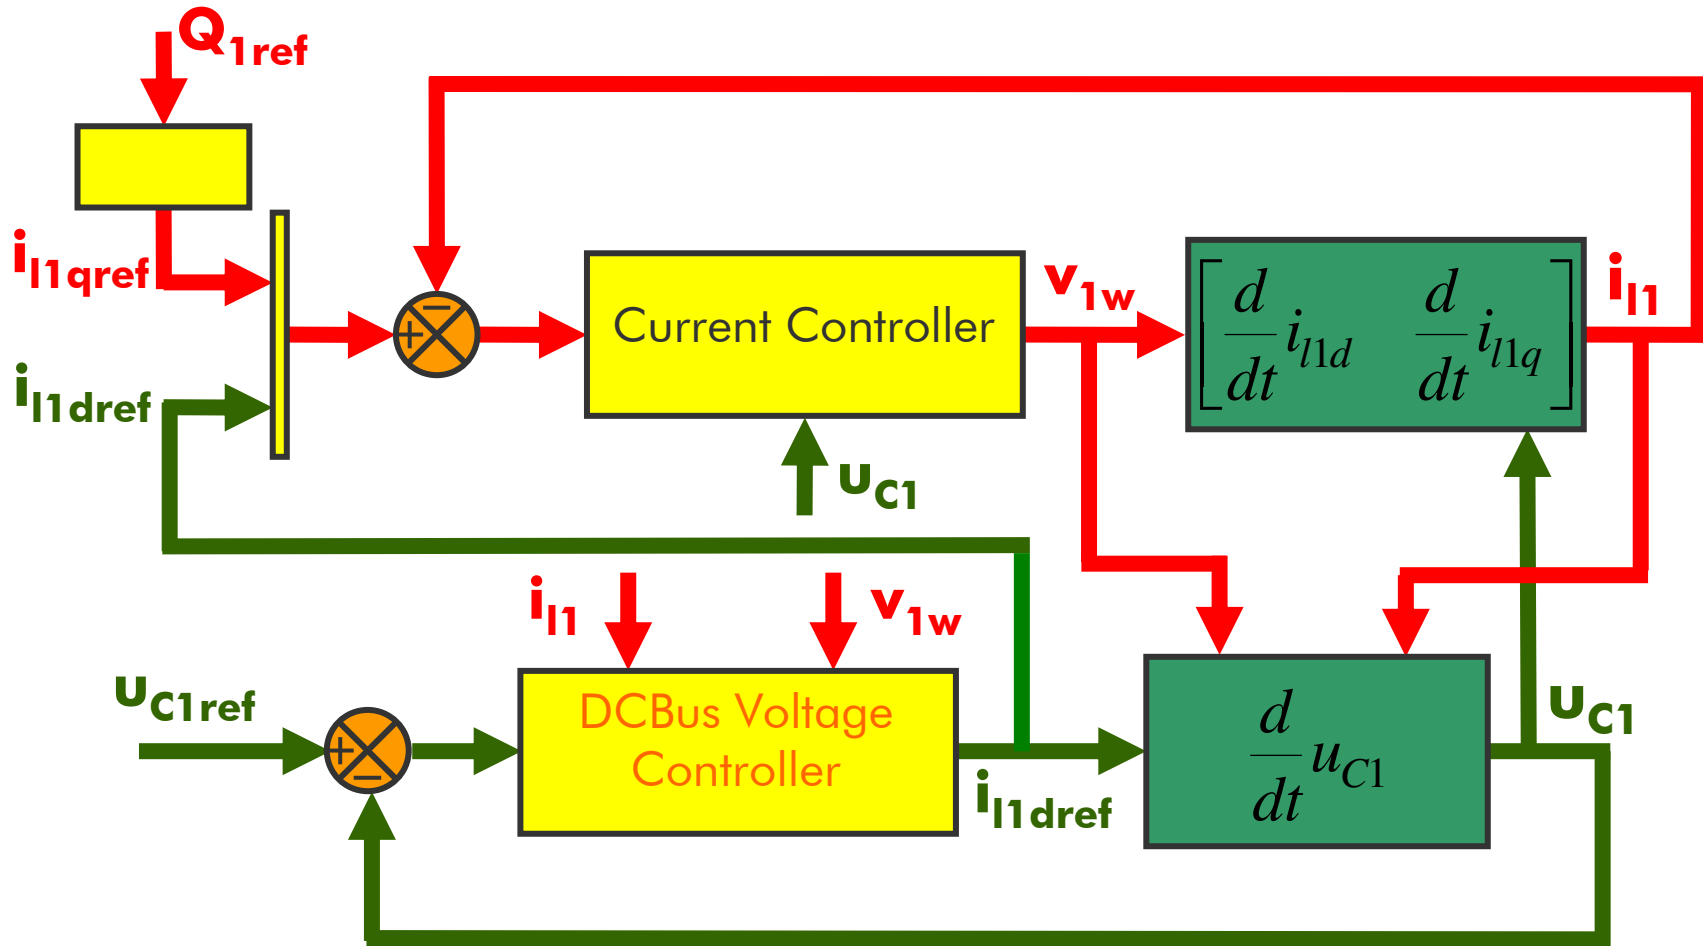 Q1ref
il1qref
+
−
Current Controller
v1w
[d/dt il1d d/dt il1q]
il1
il1dref
uC1
il1
v1w
uC1ref
+
−
DCBus Voltage
Controller
il1dref
d/dt uC1
uC1